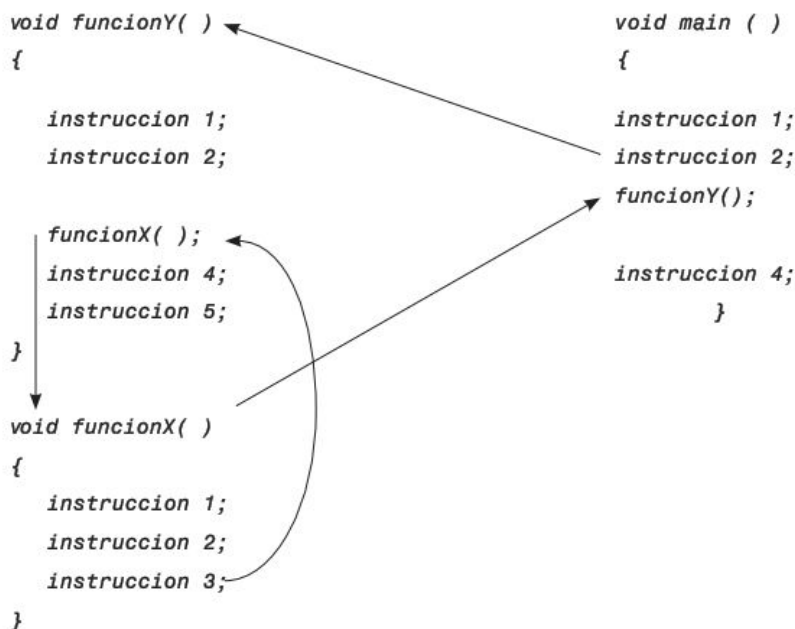 void funcionY( )
{
instruccion 1;
instruccion 2;
funcionX( );
instruccion 4;
instruccion 5;
}
void funcionX( )
{
instruccion 1;
instruccion 2;
instruccion 3;
}
void main ( )
{
instruccion 1;
instruccion 2;
funcionY();
instruccion 4;
}